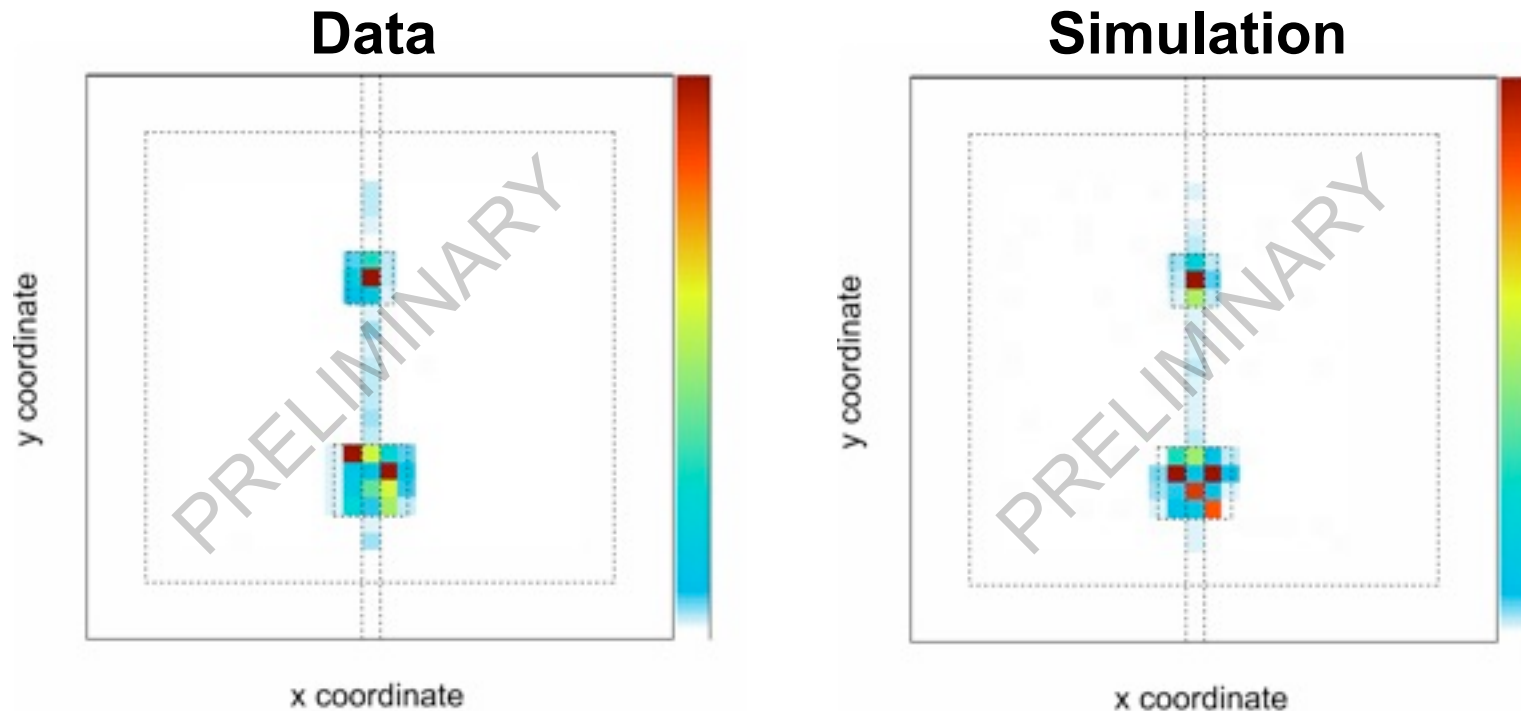 Data
Simulation
y coordinate
PRELIMINARY
x coordinate
y coordinate
PRELIMINARY
x coordinate